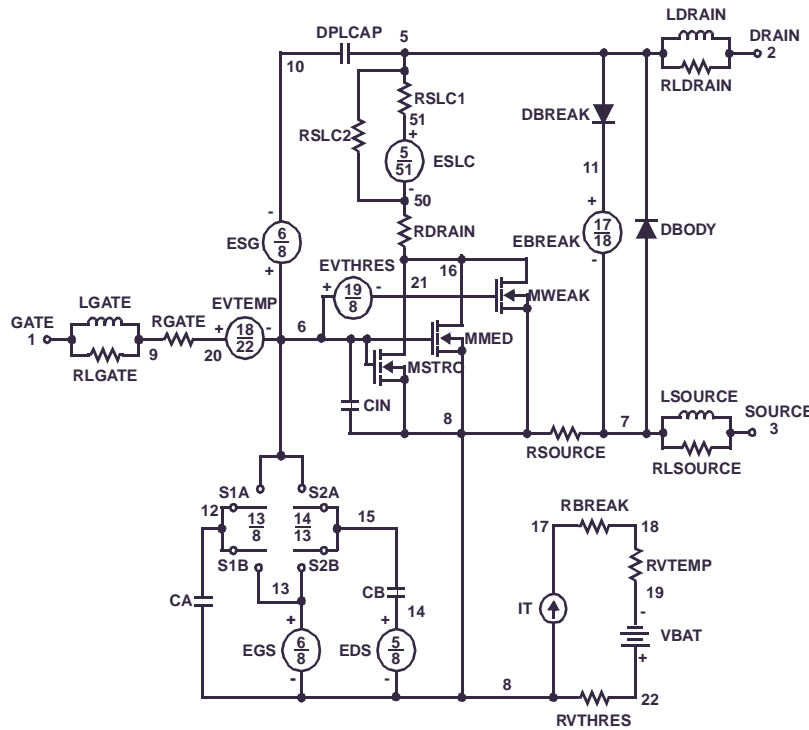 LDRAIN
DPLCAP
5
DRAIN
2
10
RLDRAIN
RSLC1
51
DBREAK
RSLC2
+
5
51
ESLC
11
-
50
-
RDRAIN
+
17
18
ESG
6
8
EBREAK
DBODY
+
EVTHRES
16
-
21
+
19
8
-
MWEAK
LGATE
EVTEMP
GATE
1
RGATE
+
18
22
-
6
MMED
9
20
MSTRO
RLGATE
LSOURCE
CIN
8
7
SOURCE
3
RSOURCE
RLSOURCE
S1A
S2A
12
13
8
14
13
15
RBREAK
17
18
S1B
S2B
RVTEMP
13
CB
19
CA
IT
-
14
+
+
VBAT
EGS
6
8
EDS
5
8
+
-
-
8
22
RVTHRES